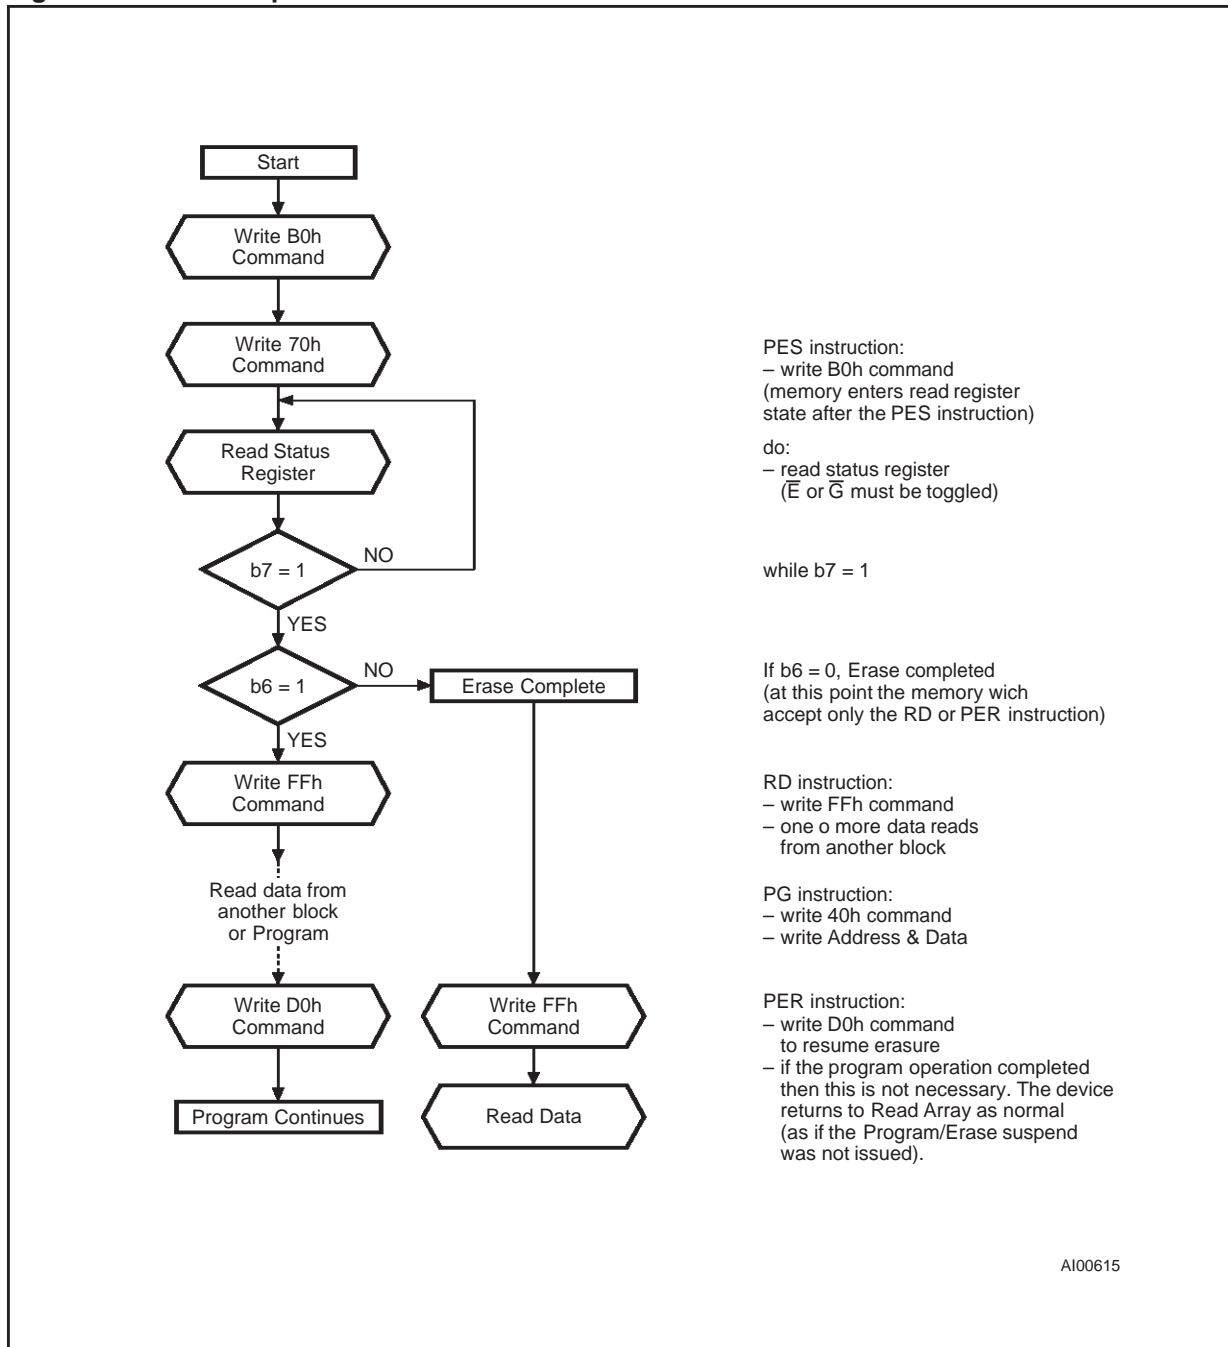 Start
Write B0h
Command
Write 70h
Command
Read Status
Register
b7 = 1
NO
YES
b6 = 1
NO
Erase Complete
YES
Write FFh
Command
Read data from
another block
or Program
Write D0h
Command
Program Continues
Write FFh
Command
Read Data
PES instruction:
– write B0h command
(memory enters read register
state after the PES instruction)
do:
– read status register
(E̅ or G̅ must be toggled)
while b7 = 1
If b6 = 0, Erase completed
(at this point the memory wich
accept only the RD or PER instruction)
RD instruction:
– write FFh command
– one o more data reads
from another block
PG instruction:
– write 40h command
– write Address & Data
PER instruction:
– write D0h command
to resume erasure
– if the program operation completed
then this is not necessary. The device
returns to Read Array as normal
(as if the Program/Erase suspend
was not issued).
AI00615